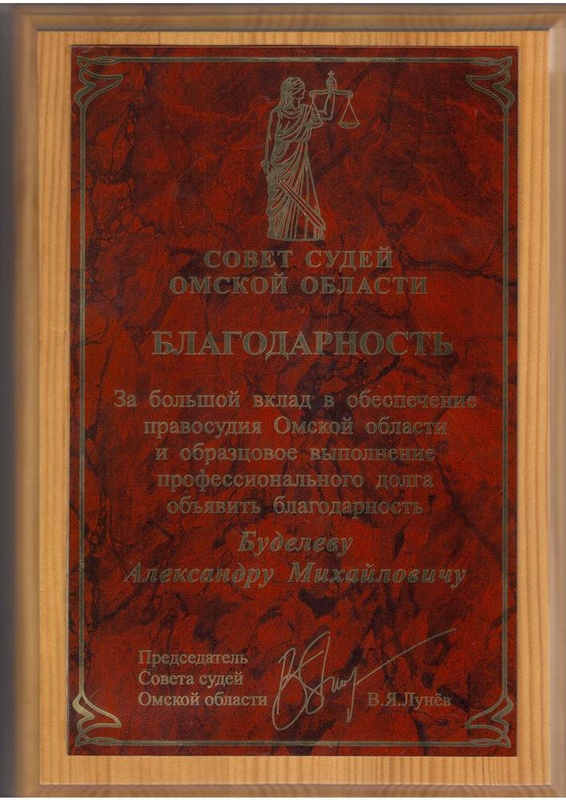 СОВЕТ СУДЕЙ
ОМСКОЙ ОБЛАСТИ
БЛАГОДАРНОСТЬ
За большой вклад в обеспечение
правосудия Омской области
и образцовое выполнение
профессионального долга
объявить благодарность
Буделеву
Александру Михайловичу
Председатель
Совета судей
Омской области В.Я.Лунёв